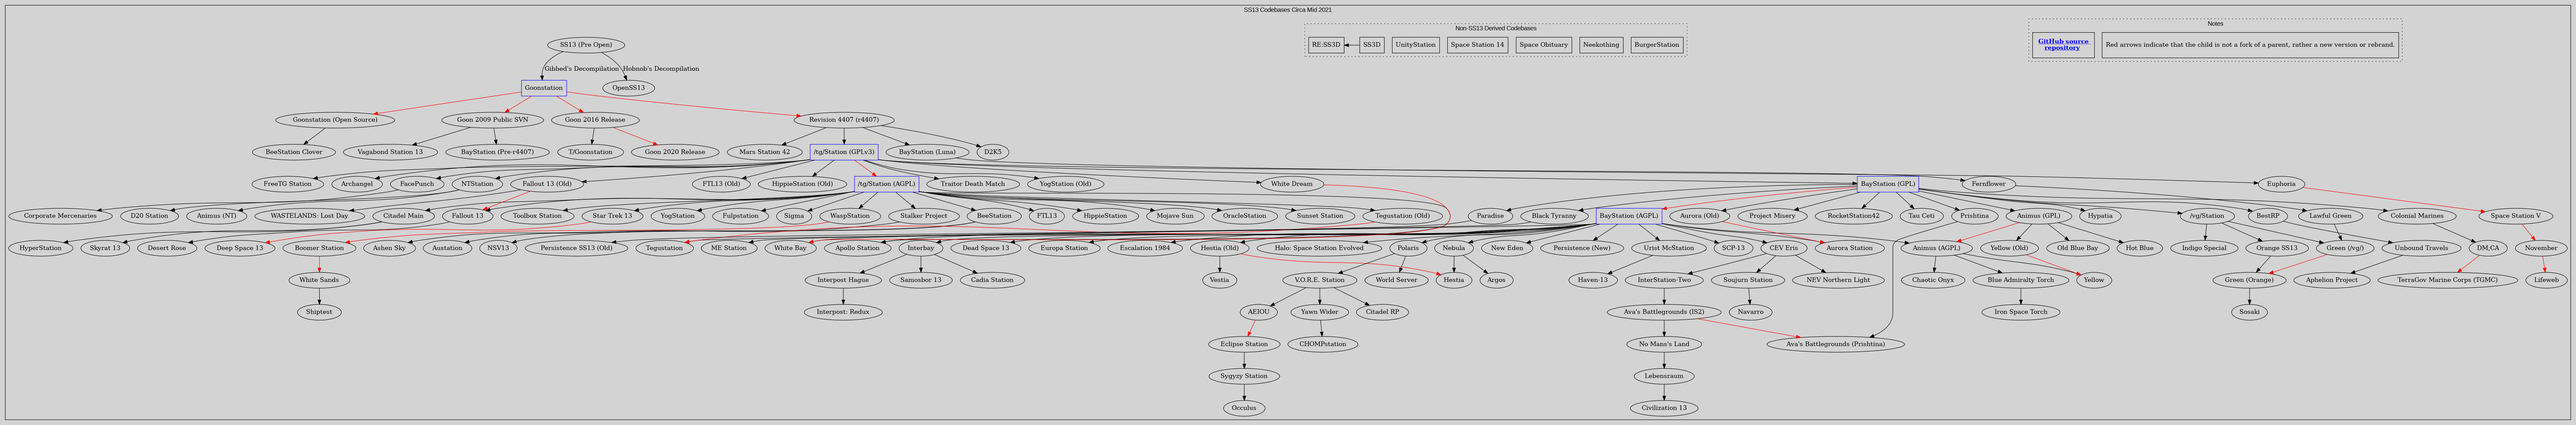 SS13 Codebases Circa Mid 2021
Notes
Non-SS13 Derived Codebases
GitHub source
repository
Red arrows indicate that the child is not a fork of a parent, rather a new version or rebrand.
SS13 (Pre Open)
RE:SS3D
SS3D
UnityStation
Space Station 14
Space Obituary
Neekothing
BurgerStation
Gibbed's Decompilation
Hobnob's Decompilation
Goonstation
OpenSS13
Goonstation (Open Source)
Goon 2009 Public SVN
Goon 2016 Release
Revision 4407 (r4407)
BeeStation Clover
Vagabond Station 13
BayStation (Pre-r4407)
T/Goonstation
Goon 2020 Release
Mars Station 42
/tg/Station (GPLv3)
BayStation (Luna)
D2K5
FreeTG Station
Archangel
FacePunch
NTStation
Fallout 13 (Old)
FTL13 (Old)
HippieStation (Old)
/tg/Station (AGPL)
Traitor Death Match
YogStation (Old)
White Dream
BayStation (GPL)
Fernflower
Euphoria
Corporate Mercenaries
D20 Station
Animus (NT)
WASTELANDS: Lost Day
Citadel Main
Fallout 13
Toolbox Station
Star Trek 13
YogStation
Fulpstation
Sigma
WaspStation
Stalker Project
BeeStation
FTL13
HippieStation
Mojave Sun
OracleStation
Sunset Station
Tegustation (Old)
Paradise
Black Tyranny
BayStation (AGPL)
Aurora (Old)
Project Misery
RocketStation42
Tau Ceti
Prishtina
Animus (GPL)
Hypatia
/vg/Station
BestRP
Lawful Green
Colonial Marines
Space Station V
HyperStation
Skyrat 13
Desert Rose
Deep Space 13
Boomer Station
Ashen Sky
Austation
NSV13
Persistence SS13 (Old)
Tegustation
ME Station
White Bay
Apollo Station
Interbay
Dead Space 13
Europa Station
Escalation 1984
Hestia (Old)
Halo: Space Station Evolved
Polaris
Nebula
New Eden
Persistence (New)
Urist McStation
SCP-13
CEV Eris
Aurora Station
Animus (AGPL)
Yellow (Old)
Old Blue Bay
Hot Blue
Indigo Special
Orange SS13
Green (/vg/)
Unbound Travels
DM;CA
November
White Sands
Interpost Hague
Samosbor 13
Cadia Station
Vestia
V.O.R.E. Station
World Server
Hestia
Argos
Haven-13
InterStation-Two
Soujurn Station
NEV Northern Light
Chaotic Onyx
Blue Admiralty Torch
Yellow
Green (Orange)
Aphelion Project
TerraGov Marine Corps (TGMC)
Lifeweb
Shiptest
Interpost: Redux
AEIOU
Yawn Wider
Citadel RP
Ava's Battlegrounds (IS2)
Navarro
Iron Space Torch
Sosaki
Eclipse Station
CHOMPstation
No Mans's Land
Ava's Battlegrounds (Prishtina)
Sygyzy Station
Lebensraum
Occulus
Civilization 13